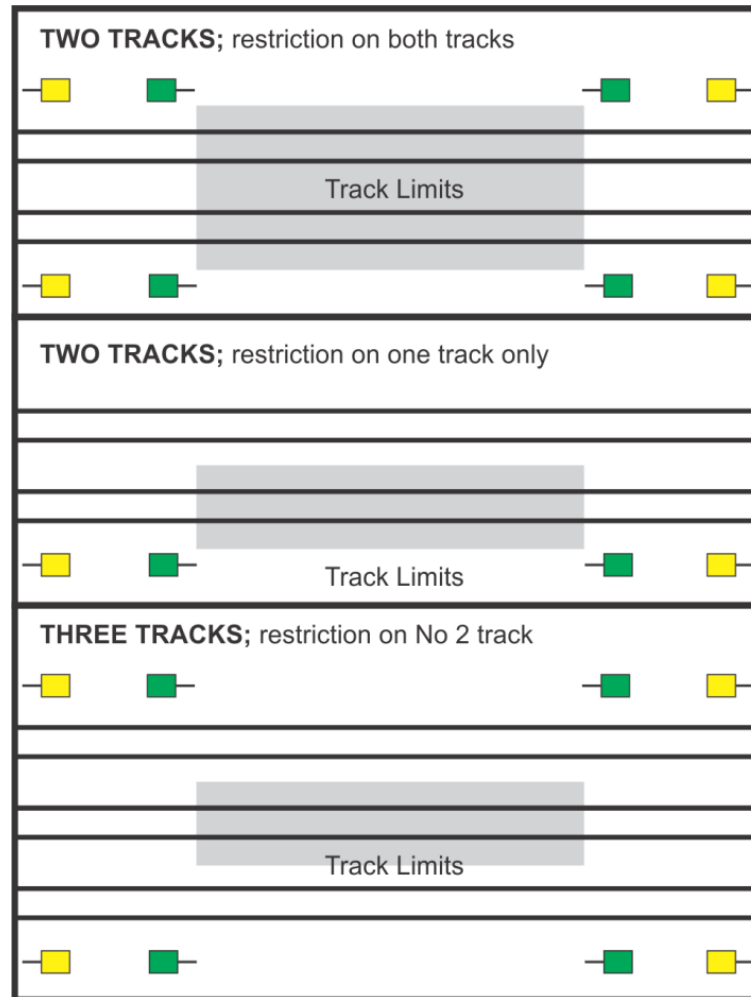 TWO TRACKS; restriction on both tracks
Track Limits
TWO TRACKS; restriction on one track only
Track Limits
THREE TRACKS; restriction on No 2 track
Track Limits